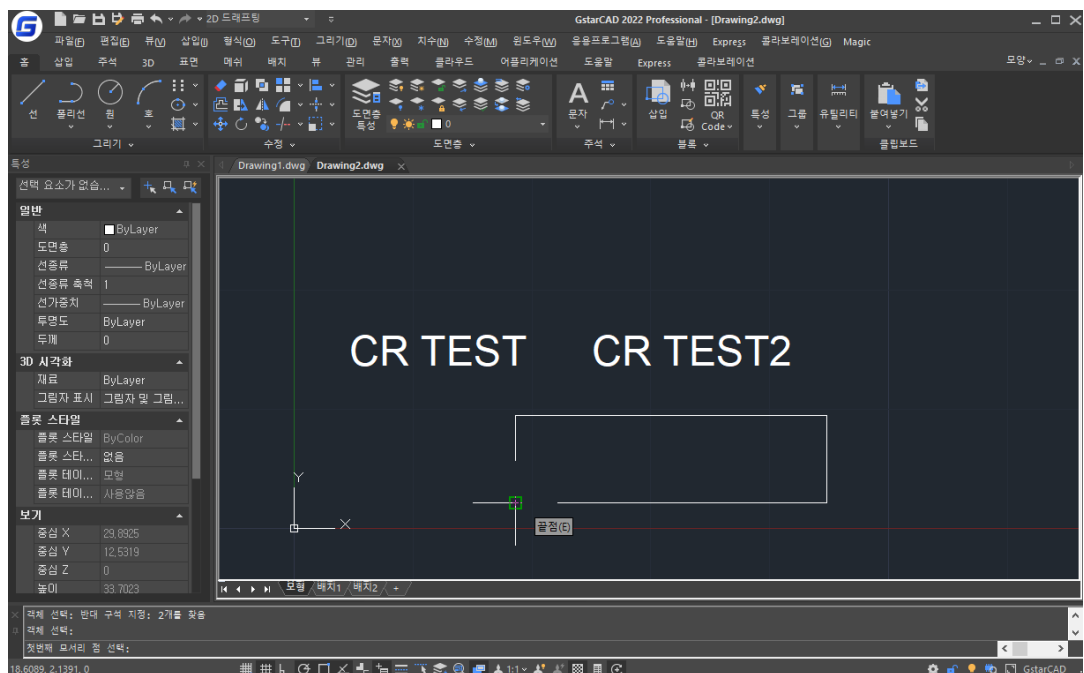 2D 드래프팅
GstarCAD 2022 Professional - [Drawing2.dwg]
파일(F) 편집(E) 뷰(V) 삽입(I) 형식(O) 도구(T) 그리기(D) 문자(X) 치수(N) 수정(M) 윈도우(W) 응용프로그램(A) 도움말(H) Express 콜라보레이션(G) Magic
홈 삽입 주석 3D 표면 메쉬 배치 뷰 관리 출력 클라우드 어플리케이션 도움말 Express 콜라보레이션 모양
선 폴리선 원 호
도면층 특성
0
문자
삽입
QR Code
특성 그룹 유틸리티 붙여넣기
그리기 수정 도면층 주석 블록 클립보드
특성
Drawing1.dwg Drawing2.dwg
선택 요소가 없습...
일반
색 ByLayer
도면층 0
선종류 ByLayer
선종류 축척 1
선가중치 ByLayer
투명도 ByLayer
두께 0
3D 시각화
재료 ByLayer
그림자 표시 그림자 및 그림...
플롯 스타일
플롯 스타일 ByColor
플롯 스타... 없음
플롯 테이... 모형
플롯 테이... 사용않음
보기
중심 X 29.8925
중심 Y 12.5319
중심 Z 0
높이 33.7023
CR TEST CR TEST2
Y
X
끝점(E)
모형 배치1 배치2 +
객체 선택: 반대 구석 지정: 2개를 찾음
객체 선택:
첫번째 모서리 점 선택:
18.6089, 2.1391, 0
1:1
GstarCAD